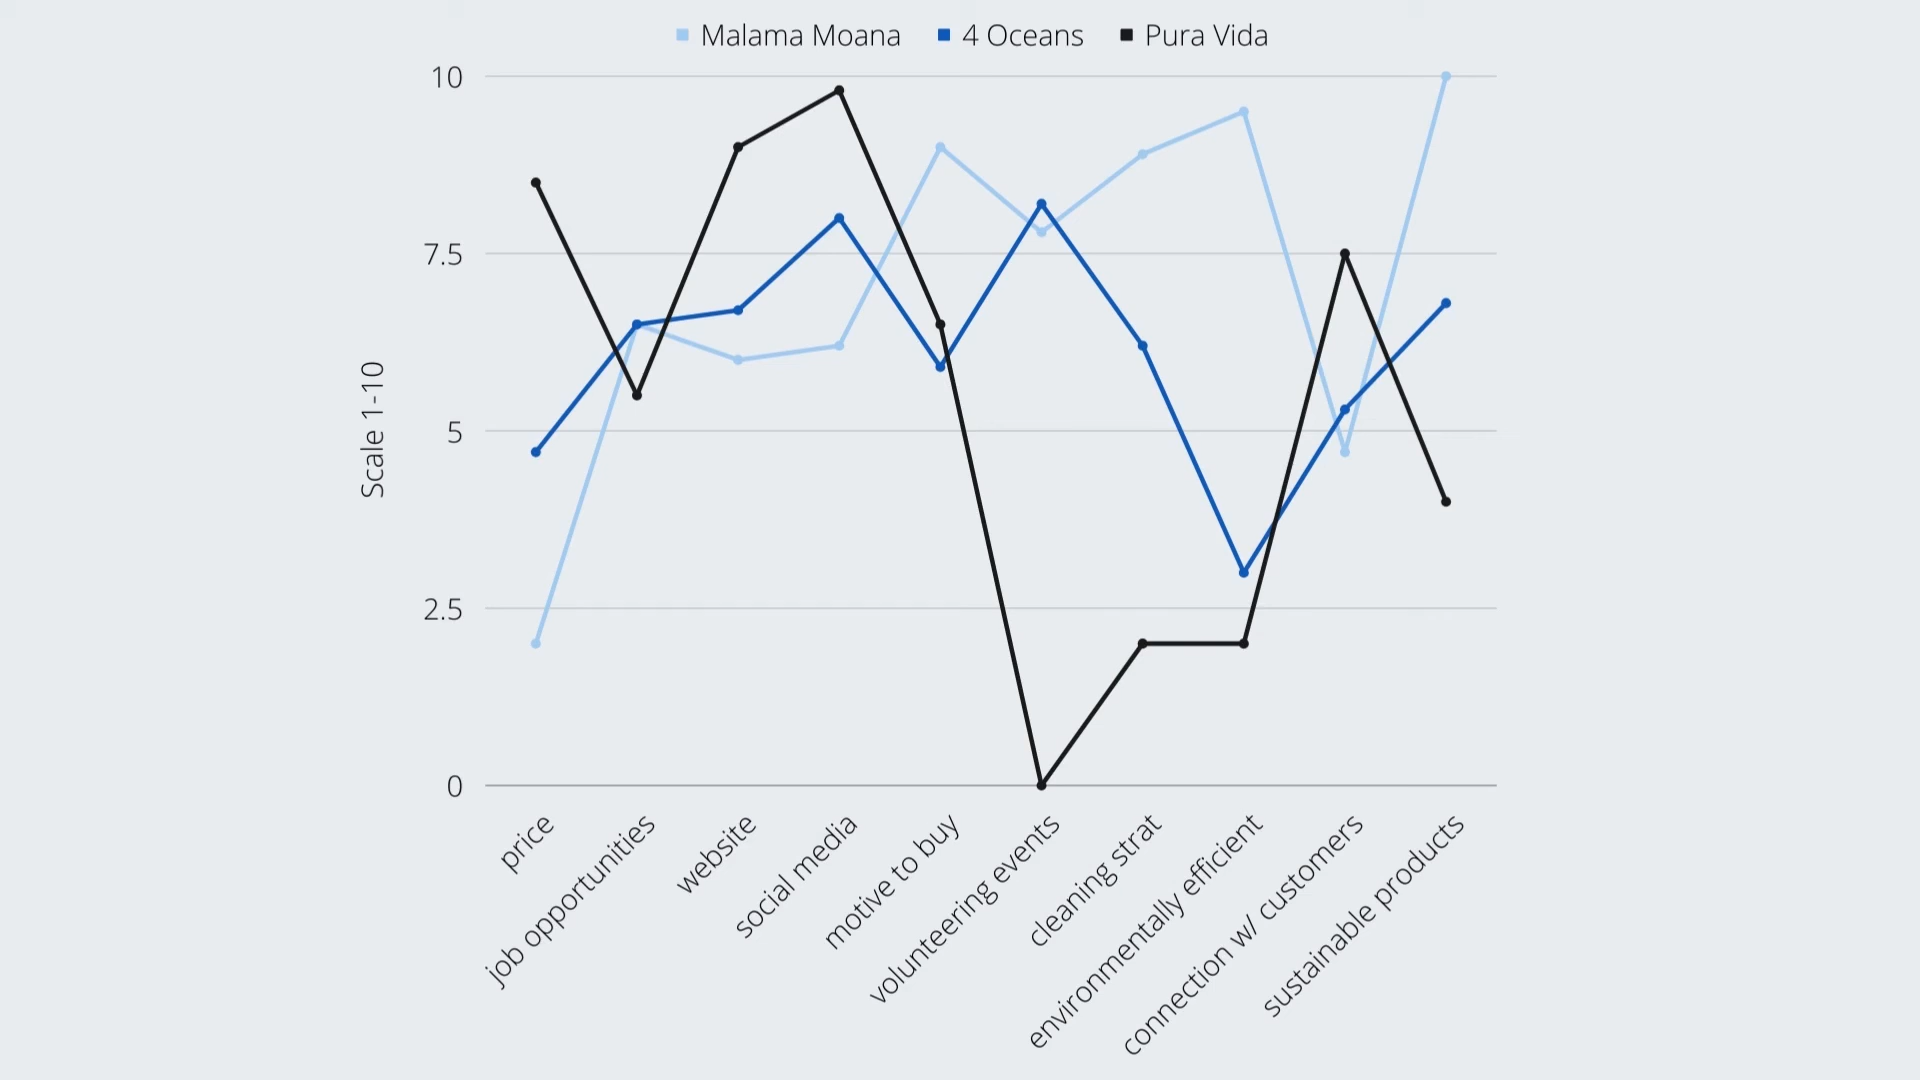 Malama Moana 4 Oceans Pura Vida
10
7.5
5
2.5
0
Scale 1-10
price
job opportunities
website
social media
motive to buy
volunteering events
cleaning strat
environmentally efficient
connection w/ customers
sustainable products